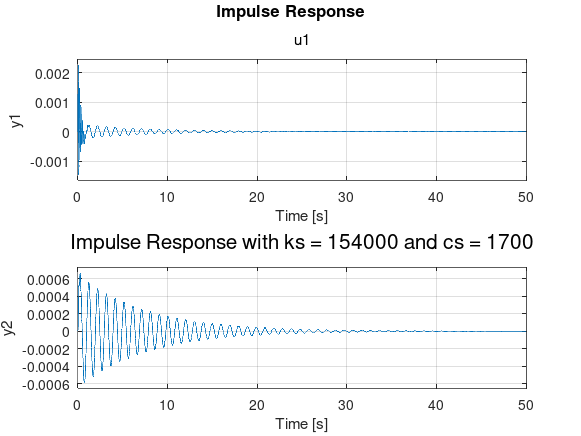 Impulse Response
u1
0.002
0.001
0
-0.001
y1
0 10 20 30 40 50
Time [s]
Impulse Response with ks = 154000 and cs = 1700
0.0006
0.0004
0.0002
0
-0.0002
-0.0004
-0.0006
y2
0 10 20 30 40 50
Time [s]